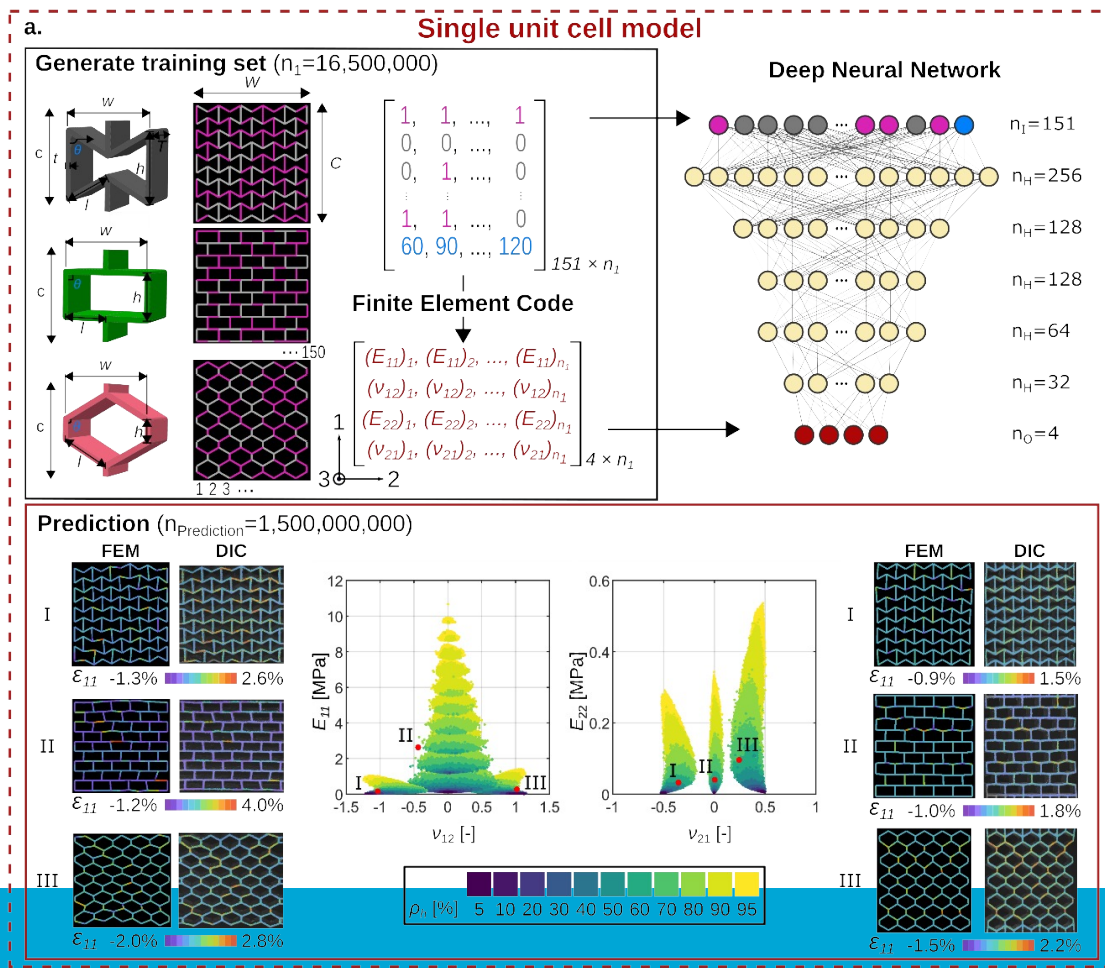 a.
Single unit cell model
Generate training set (n1=16,500,000)
W
W
c
t
θ
T
h
l
C
W
c
θ
h
l
W
c
h
l
1 2 3 ...
... 150
1, 1, ..., 1
0, 0, ..., 0
0, 1, ..., 0
⋮ ⋮ ⋮
1, 1, ..., 0
60, 90, ..., 120
151 × n1
Finite Element Code
(E11)1, (E11)2, ..., (E11)n1
(ν12)1, (ν12)2, ..., (ν12)n1
(E22)1, (E22)2, ..., (E22)n1
(ν21)1, (ν21)2, ..., (ν21)n1
4 × n1
1
3
2
Deep Neural Network
...
nI=151
...
nH=256
...
nH=128
...
nH=128
...
nH=64
...
nH=32
nO=4
Prediction (nPrediction=1,500,000,000)
FEM DIC
I
ε11 -1.3% 2.6%
II
ε11 -1.2% 4.0%
III
ε11 -2.0% 2.8%
E11 [MPa]
12
10
8
6
4
2
0
II
I
III
-1.5 -1 -0.5 0 0.5 1 1.5
ν12 [-]
E22 [MPa]
0.6
0.4
0.2
0
I
II
III
-1 -0.5 0 0.5 1
ν21 [-]
ρn [%] 5 10 20 30 40 50 60 70 80 90 95
FEM DIC
I
ε11 -0.9% 1.5%
II
ε11 -1.0% 1.8%
III
ε11 -1.5% 2.2%